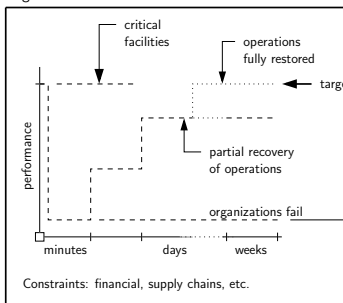 critical
facilities
operations
fully restored
performance
partial recovery
of operations
organizations fail
minutes
days
weeks
Constraints: financial, supply chains, etc.